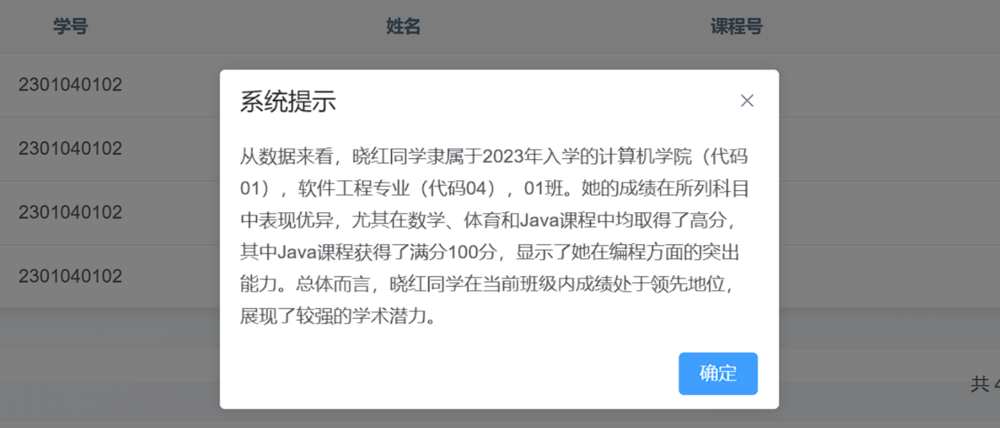 学号 姓名 课程号
2301040102
2301040102
2301040102
2301040102
系统提示
从数据来看，晓红同学隶属于2023年入学的计算机学院（代码
01），软件工程专业（代码04），01班。她的成绩在所列科目
中表现优异，尤其在数学、体育和Java课程中均取得了高分，
其中Java课程获得了满分100分，显示了她在编程方面的突出
能力。总体而言，晓红同学在当前班级内成绩处于领先地位，
展现了较强的学术潜力。
确定
共